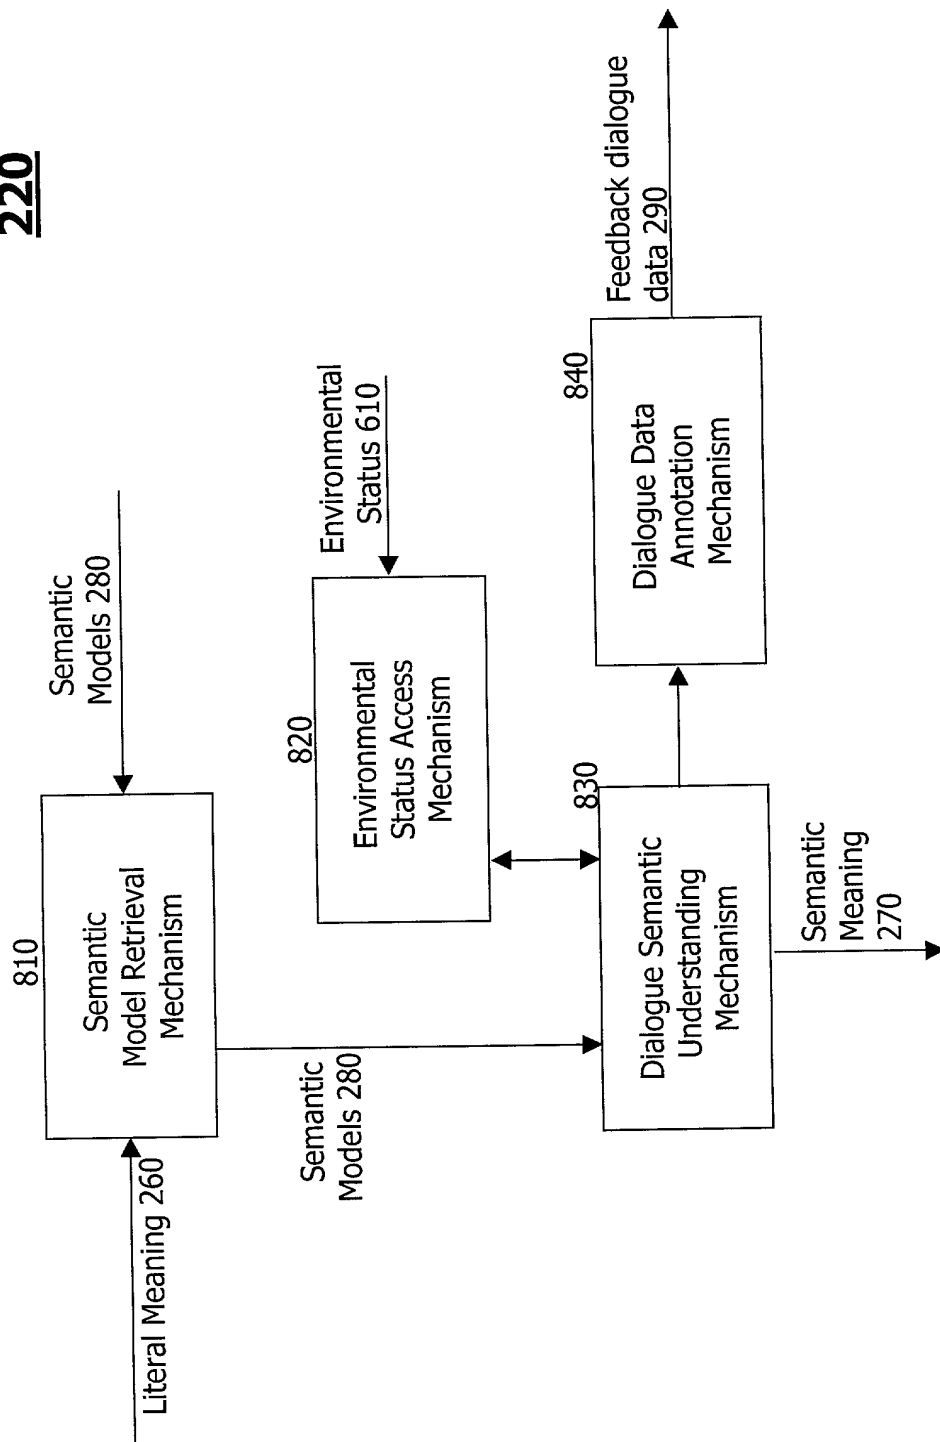 220
810
Semantic
Models 280
Semantic
Model Retrieval
Mechanism
Literal Meaning 260
Semantic
Models 280
820
Environmental
Status 610
Environmental
Status Access
Mechanism
830
840
Feedback dialogue
data 290
Dialogue Semantic
Understanding
Mechanism
Dialogue Data
Annotation
Mechanism
Semantic
Meaning
270